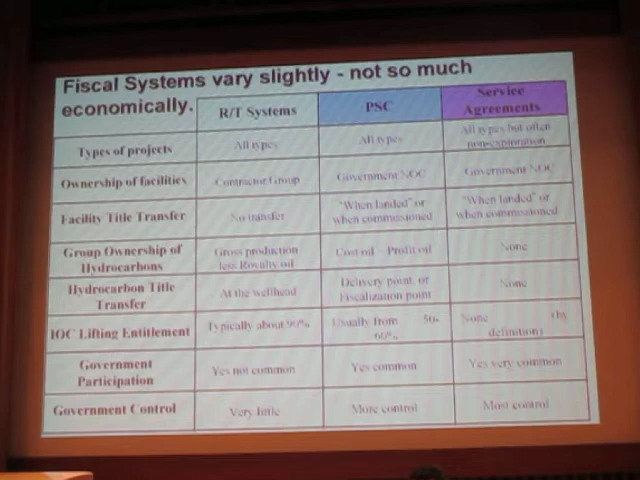 Fiscal Systems vary slightly - not so much
economically.
R/T Systems PSC Service
Agreements
Types of projects All types All types All types but often
non-exploration
Ownership of facilities Contractor Group Government NOC Government NOC
Facility Title Transfer No transfer "When landed" or "When landed" or
when commissioned when commissioned
Group Ownership of Gross production Cost oil Profit oil None
Hydrocarbons less Royalty oil
Hydrocarbon Title At the wellhead Delivery point, or None
Transfer Fiscalization point
IOC Lifting Entitlement Typically about 90% Usually from 50- None (by
60% definition)
Government Yes not common Yes common Yes very common
Participation
Government Control Very little More control Most control